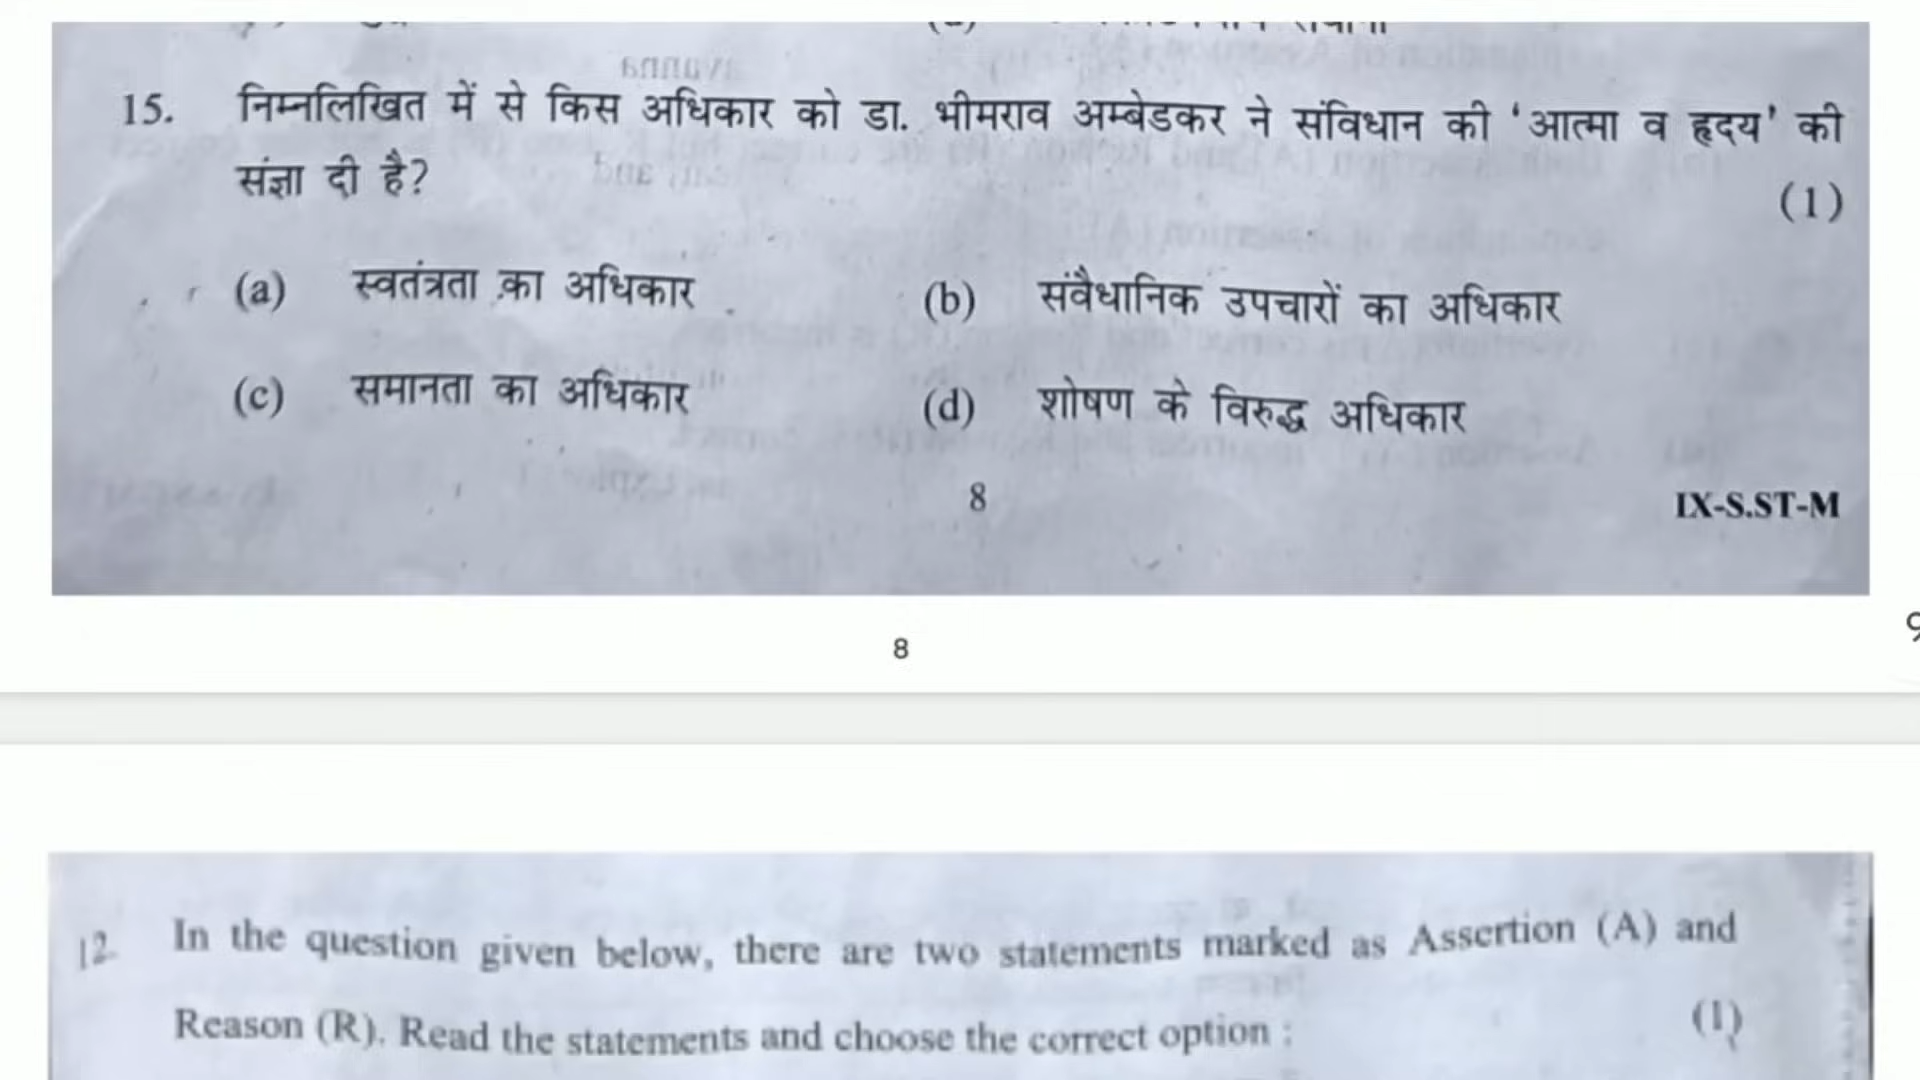 15. निम्नलिखित में से किस अधिकार को डा. भीमराव अम्बेडकर ने संविधान की ‘आत्मा व हृदय’ की
संज्ञा दी है?
(1)
(a) स्वतंत्रता का अधिकार (b) संवैधानिक उपचारों का अधिकार
(c) समानता का अधिकार (d) शोषण के विरुद्ध अधिकार
8 IX-S.ST-M
8
12. In the question given below, there are two statements marked as Assertion (A) and
Reason (R). Read the statements and choose the correct option : (1)